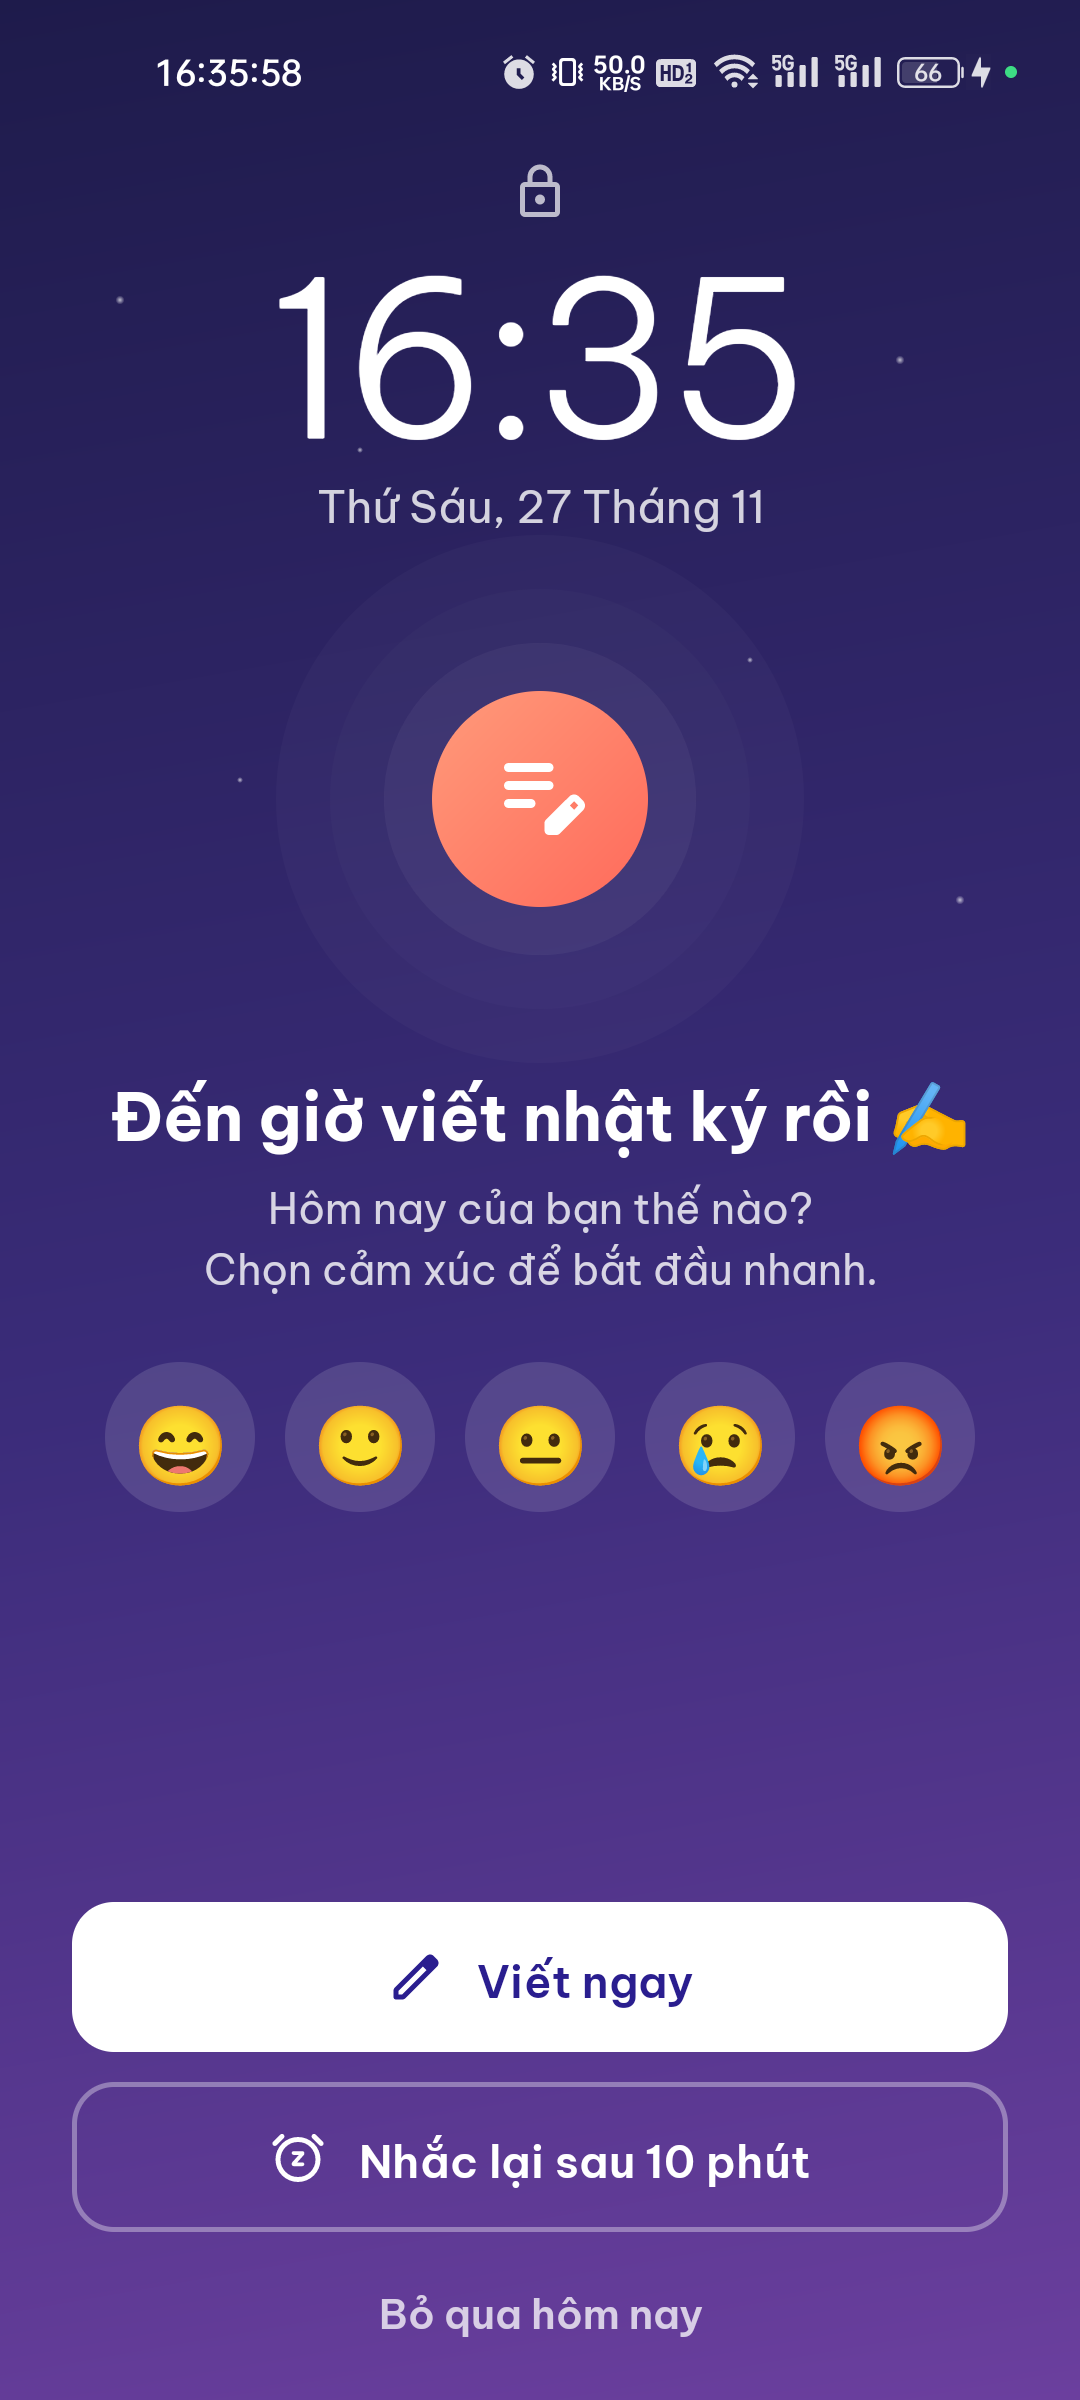 16:35:58
50.0
KB/S
HD 1 2
5G
5G
66
16:35
Thứ Sáu, 27 Tháng 11
Đến giờ viết nhật ký rồi ✍️
Hôm nay của bạn thế nào?
Chọn cảm xúc để bắt đầu nhanh.
😄 🙂 😐 😢 😡
Viết ngay
Nhắc lại sau 10 phút
Bỏ qua hôm nay